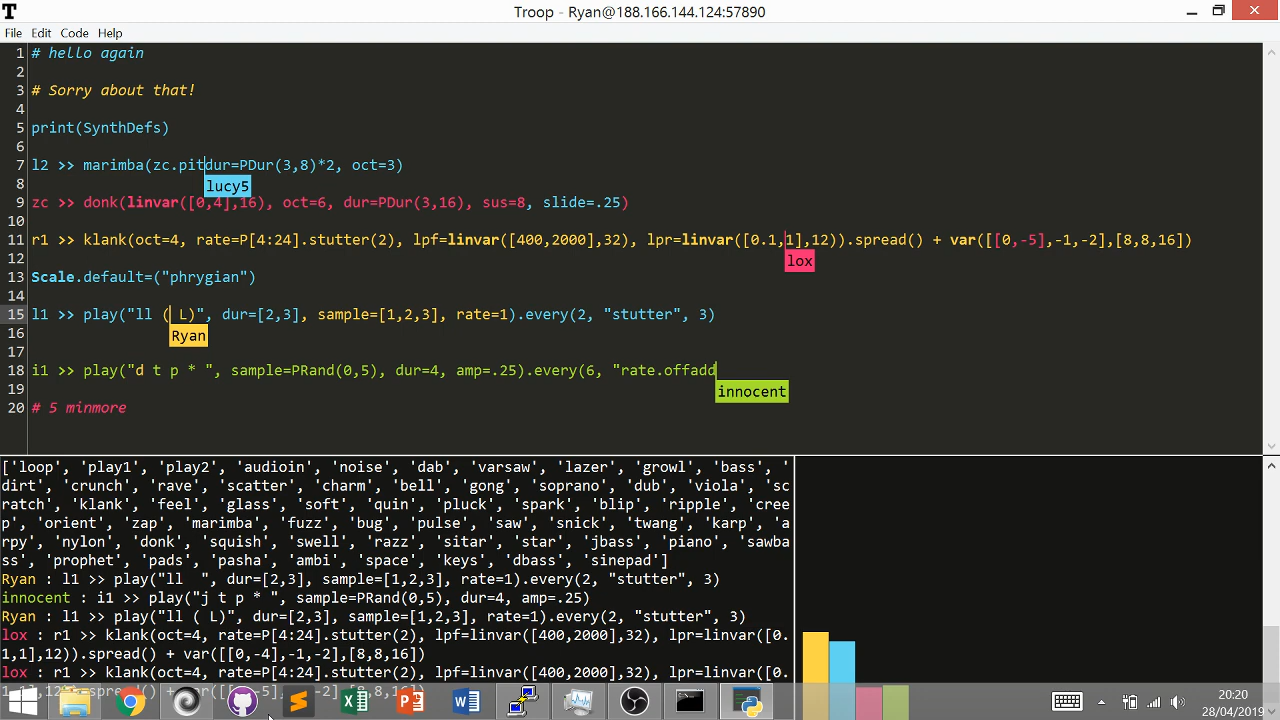 Troop - Ryan@188.166.144.124:57890
File Edit Code Help
1 # hello again
2
3 # Sorry about that!
4
5 print(SynthDefs)
6
7 l2 >> marimba(zc.pitdur=PDur(3,8)*2, oct=3)
8 lucy5
9 zc >> donk(linvar([0,4],16), oct=6, dur=PDur(3,16), sus=8, slide=.25)
10
11 r1 >> klank(oct=4, rate=P[4:24].stutter(2), lpf=linvar([400,2000],32), lpr=linvar([0.1,1],12)).spread() + var([[0,-5],-1,-2],[8,8,16])
12 lox
13 Scale.default=("phrygian")
14
15 l1 >> play("ll ( L)", dur=[2,3], sample=[1,2,3], rate=1).every(2, "stutter", 3)
16 Ryan
17
18 i1 >> play("d t p * ", sample=PRand(0,5), dur=4, amp=.25).every(6, "rate.offadd
19 innocent
20 # 5 minmore
['loop', 'play1', 'play2', 'audioin', 'noise', 'dab', 'varsaw', 'lazer', 'growl', 'bass', '
dirt', 'crunch', 'rave', 'scatter', 'charm', 'bell', 'gong', 'soprano', 'dub', 'viola', 'sc
ratch', 'klank', 'feel', 'glass', 'soft', 'quin', 'pluck', 'spark', 'blip', 'ripple', 'cree
p', 'orient', 'zap', 'marimba', 'fuzz', 'bug', 'pulse', 'saw', 'snick', 'twang', 'karp', 'a
rpy', 'nylon', 'donk', 'squish', 'swell', 'razz', 'sitar', 'star', 'jbass', 'piano', 'sawba
ss', 'prophet', 'pads', 'pasha', 'ambi', 'space', 'keys', 'dbass', 'sinepad']
Ryan : l1 >> play("ll  ", dur=[2,3], sample=[1,2,3], rate=1).every(2, "stutter", 3)
innocent : i1 >> play("j t p * ", sample=PRand(0,5), dur=4, amp=.25)
Ryan : l1 >> play("ll ( L)", dur=[2,3], sample=[1,2,3], rate=1).every(2, "stutter", 3)
lox : r1 >> klank(oct=4, rate=P[4:24].stutter(2), lpf=linvar([400,2000],32), lpr=linvar([0.
1,1],12)).spread() + var([[0,-4],-1,-2],[8,8,16])
lox : r1 >> klank(oct=4, rate=P[4:24].stutter(2), lpf=linvar([400,2000],32), lpr=linvar([0.
1,1],12)).spread() + var([[0,-5],-1,-2],[8,8,16])
20:20
28/04/2019